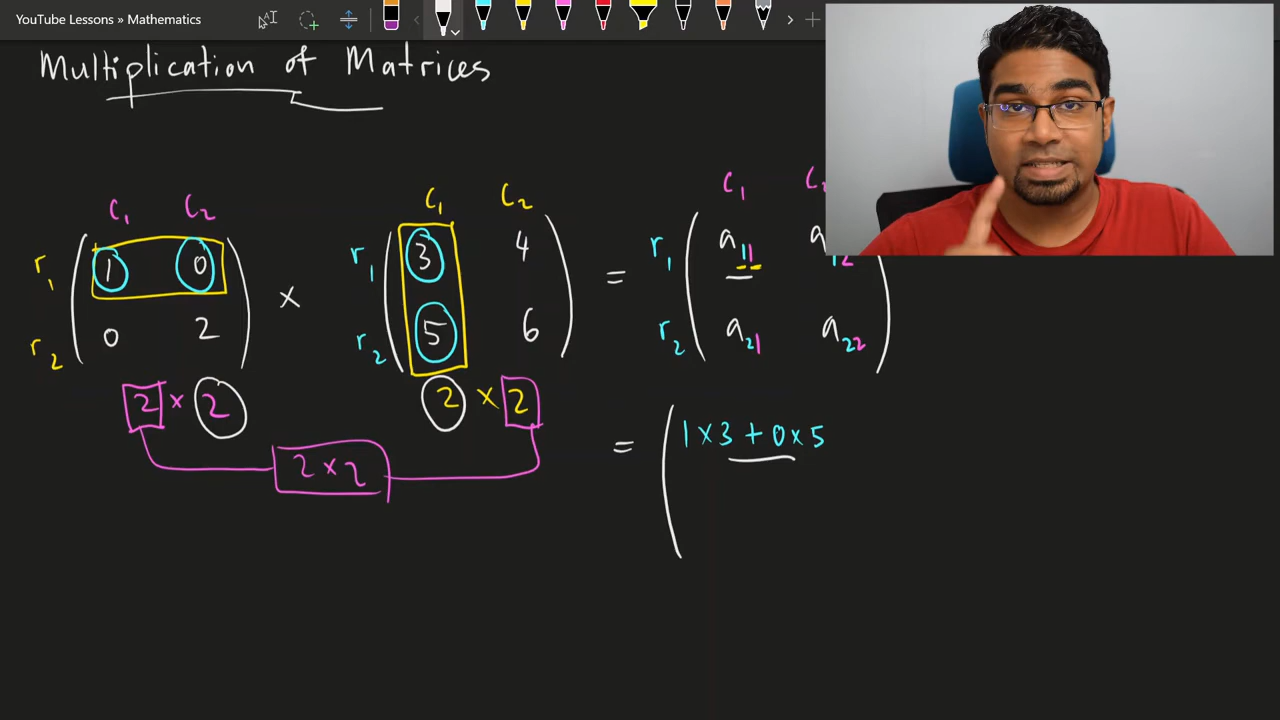 YouTube Lessons » Mathematics
Multiplication of Matrices
C₁ C₂ C₁ C₂ C₁
r₁ 1 0 r₁ 3 4 r₁ a₁₁ a₁₂
× =
r₂ 0 2 r₂ 5 6 r₂ a₂₁ a₂₂
2 × 2 2 × 2
2 × 2
= 1 × 3 + 0 × 5